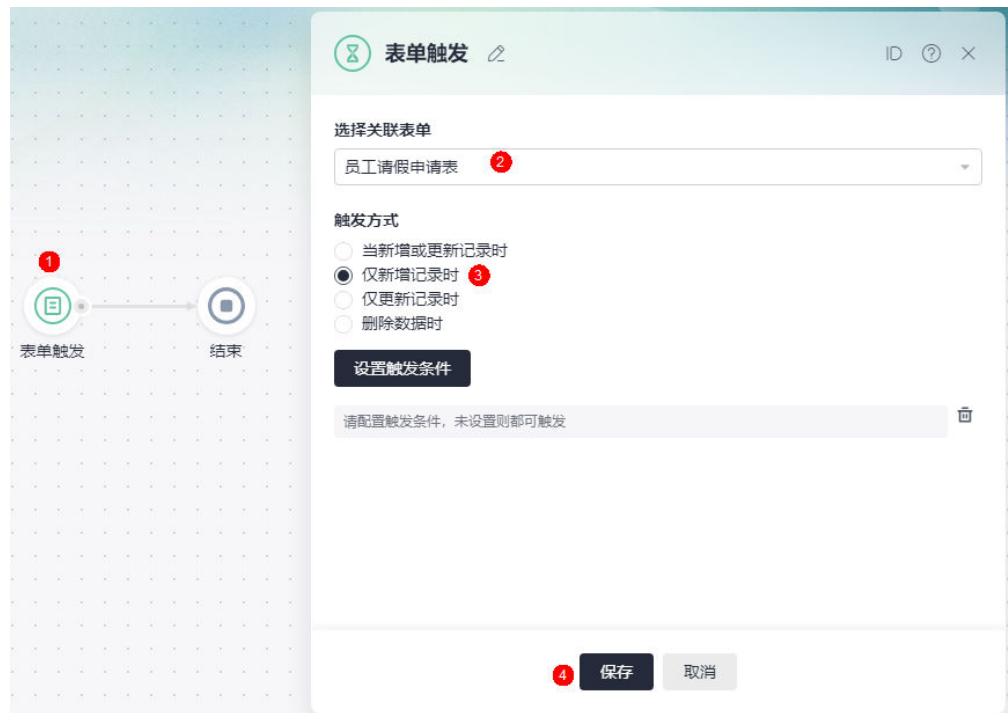 表单触发
ID
选择关联表单
员工请假申请表
2
触发方式
当新增或更新记录时
仅新增记录时
3
仅更新记录时
删除数据时
设置触发条件
请配置触发条件，未设置则都可触发
1
表单触发
结束
4
保存
取消